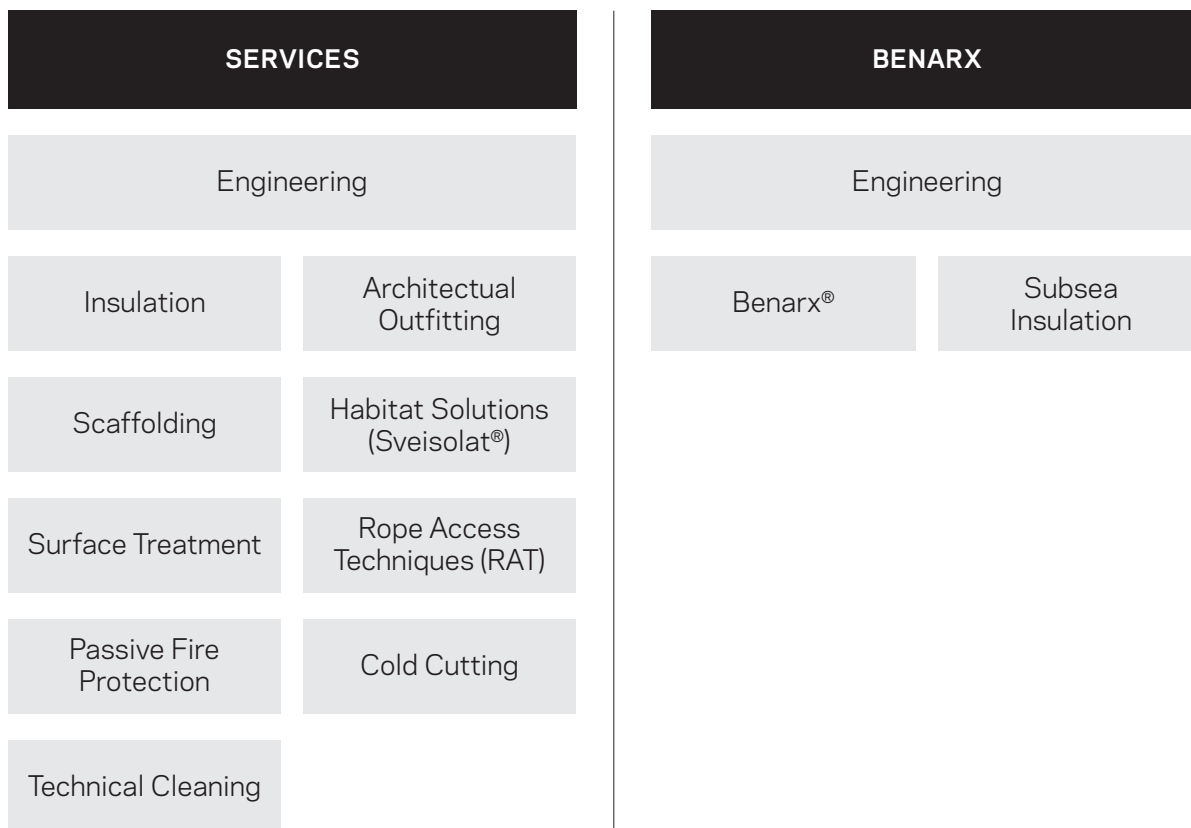 SERVICES
Engineering
Insulation
Architectual
Outfitting
Scaffolding
Habitat Solutions
(Sveisolat®)
Surface Treatment
Rope Access
Techniques (RAT)
Passive Fire
Protection
Cold Cutting
Technical Cleaning
BENARX
Engineering
Benarx®
Subsea
Insulation